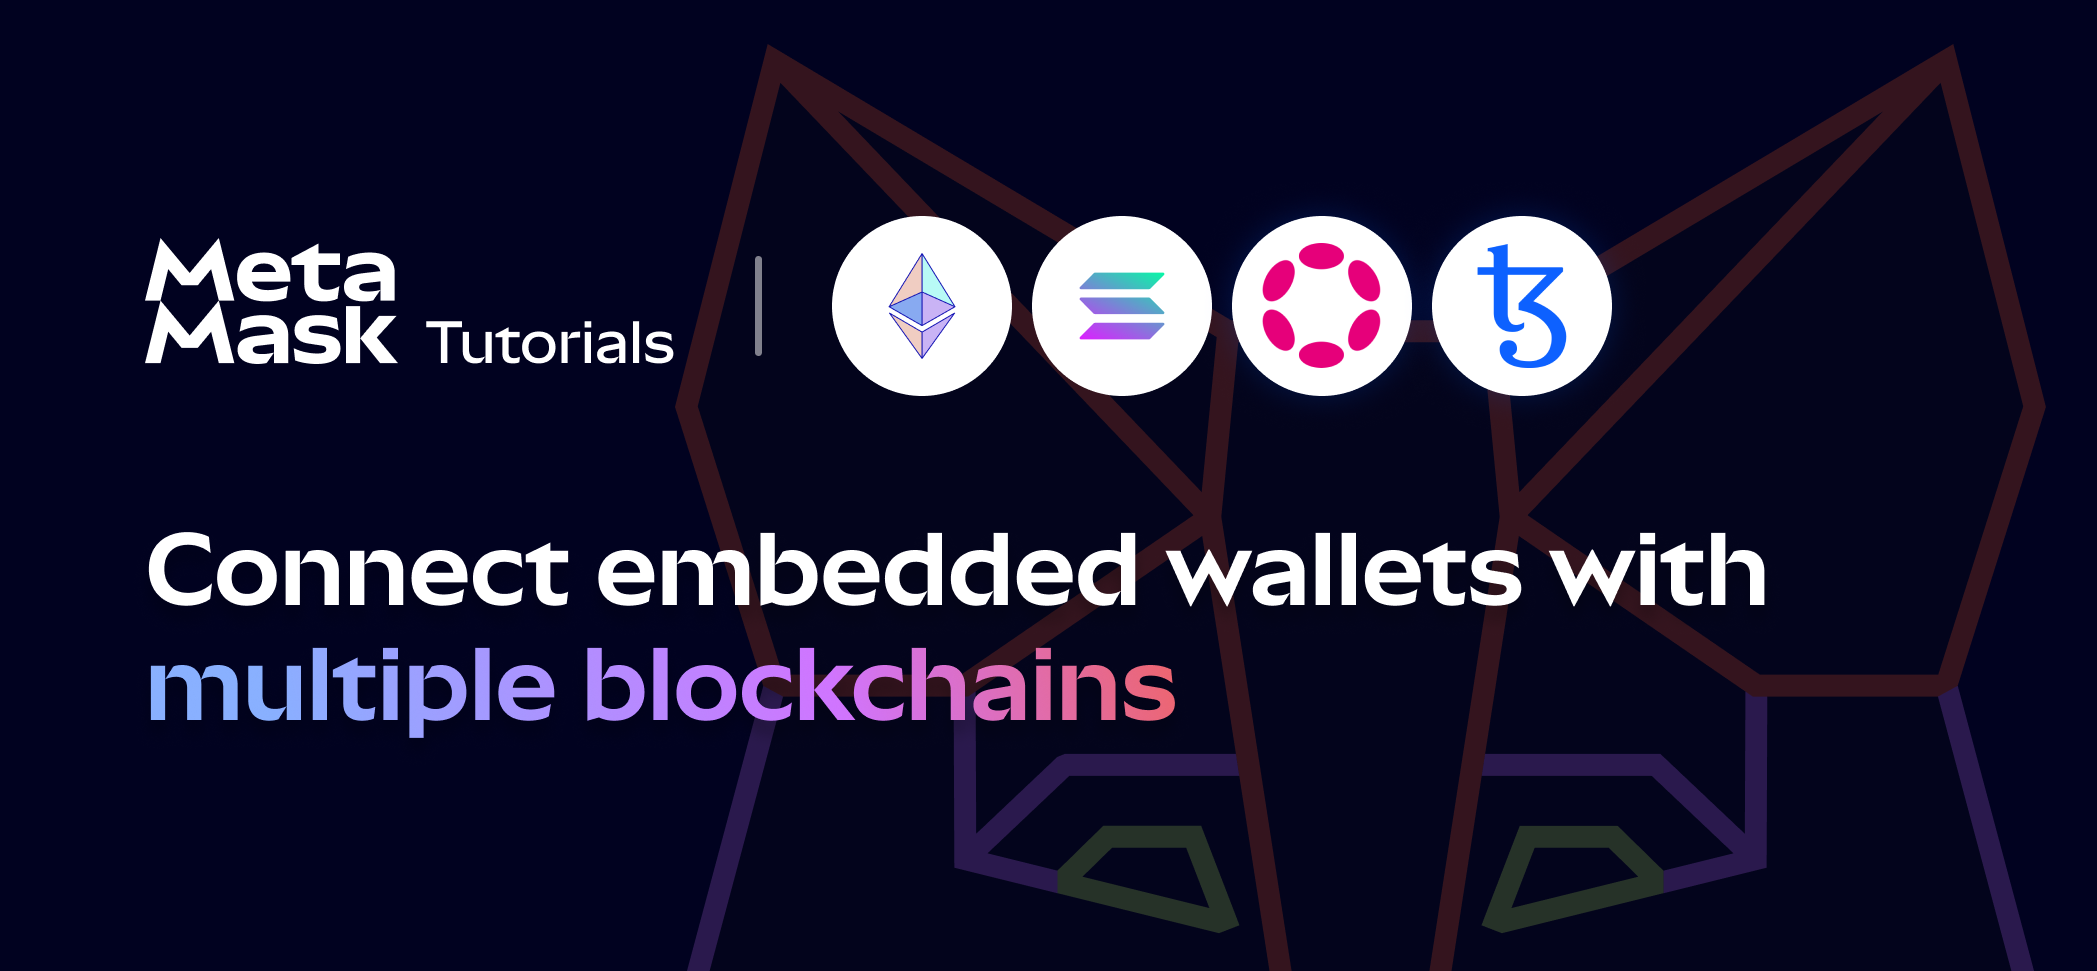 Meta
Mask Tutorials
Connect embedded wallets with
multiple blockchains